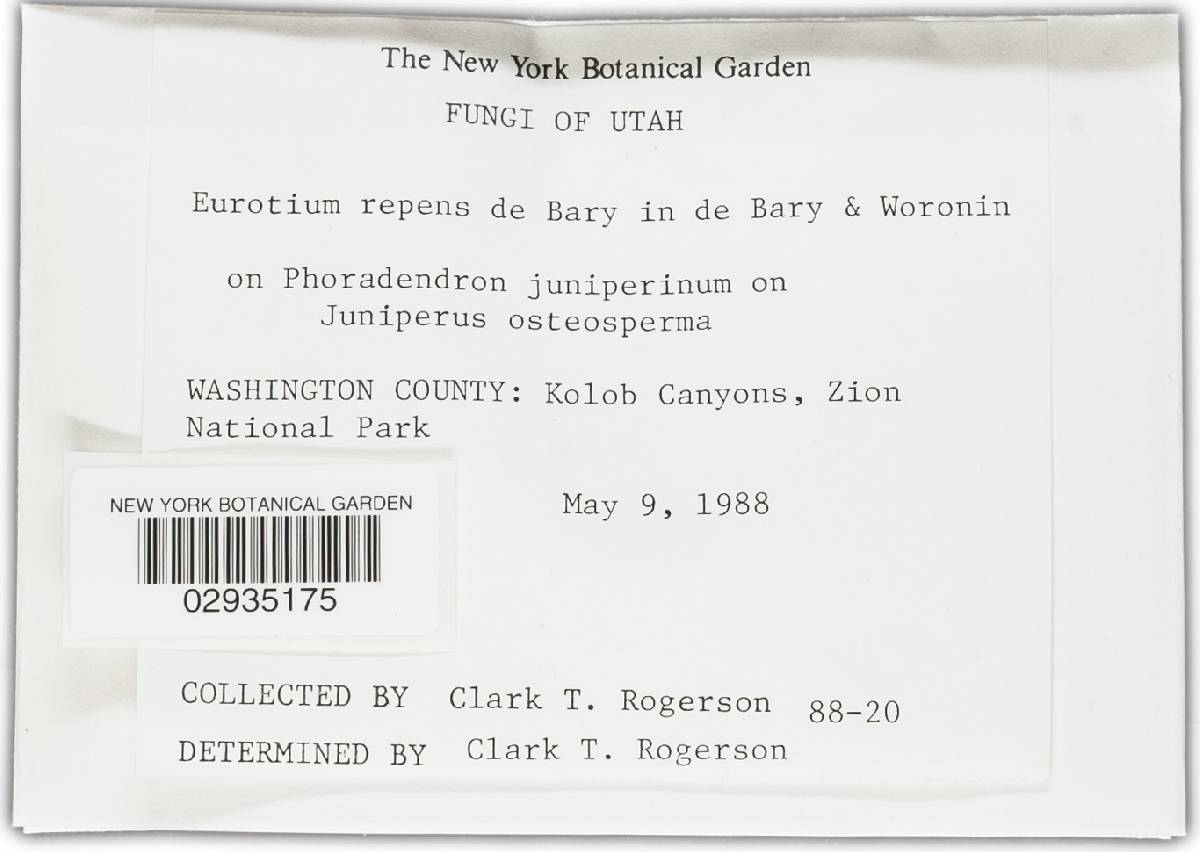 The New York Botanical Garden
FUNGI OF UTAH
Eurotium repens de Bary in de Bary & Woronin
on Phoradendron juniperinum on
Juniperus osteosperma
WASHINGTON COUNTY: Kolob Canyons, Zion
National Park
May 9, 1988
NEW YORK BOTANICAL GARDEN
02935175
COLLECTED BY Clark T. Rogerson 88-20
DETERMINED BY Clark T. Rogerson